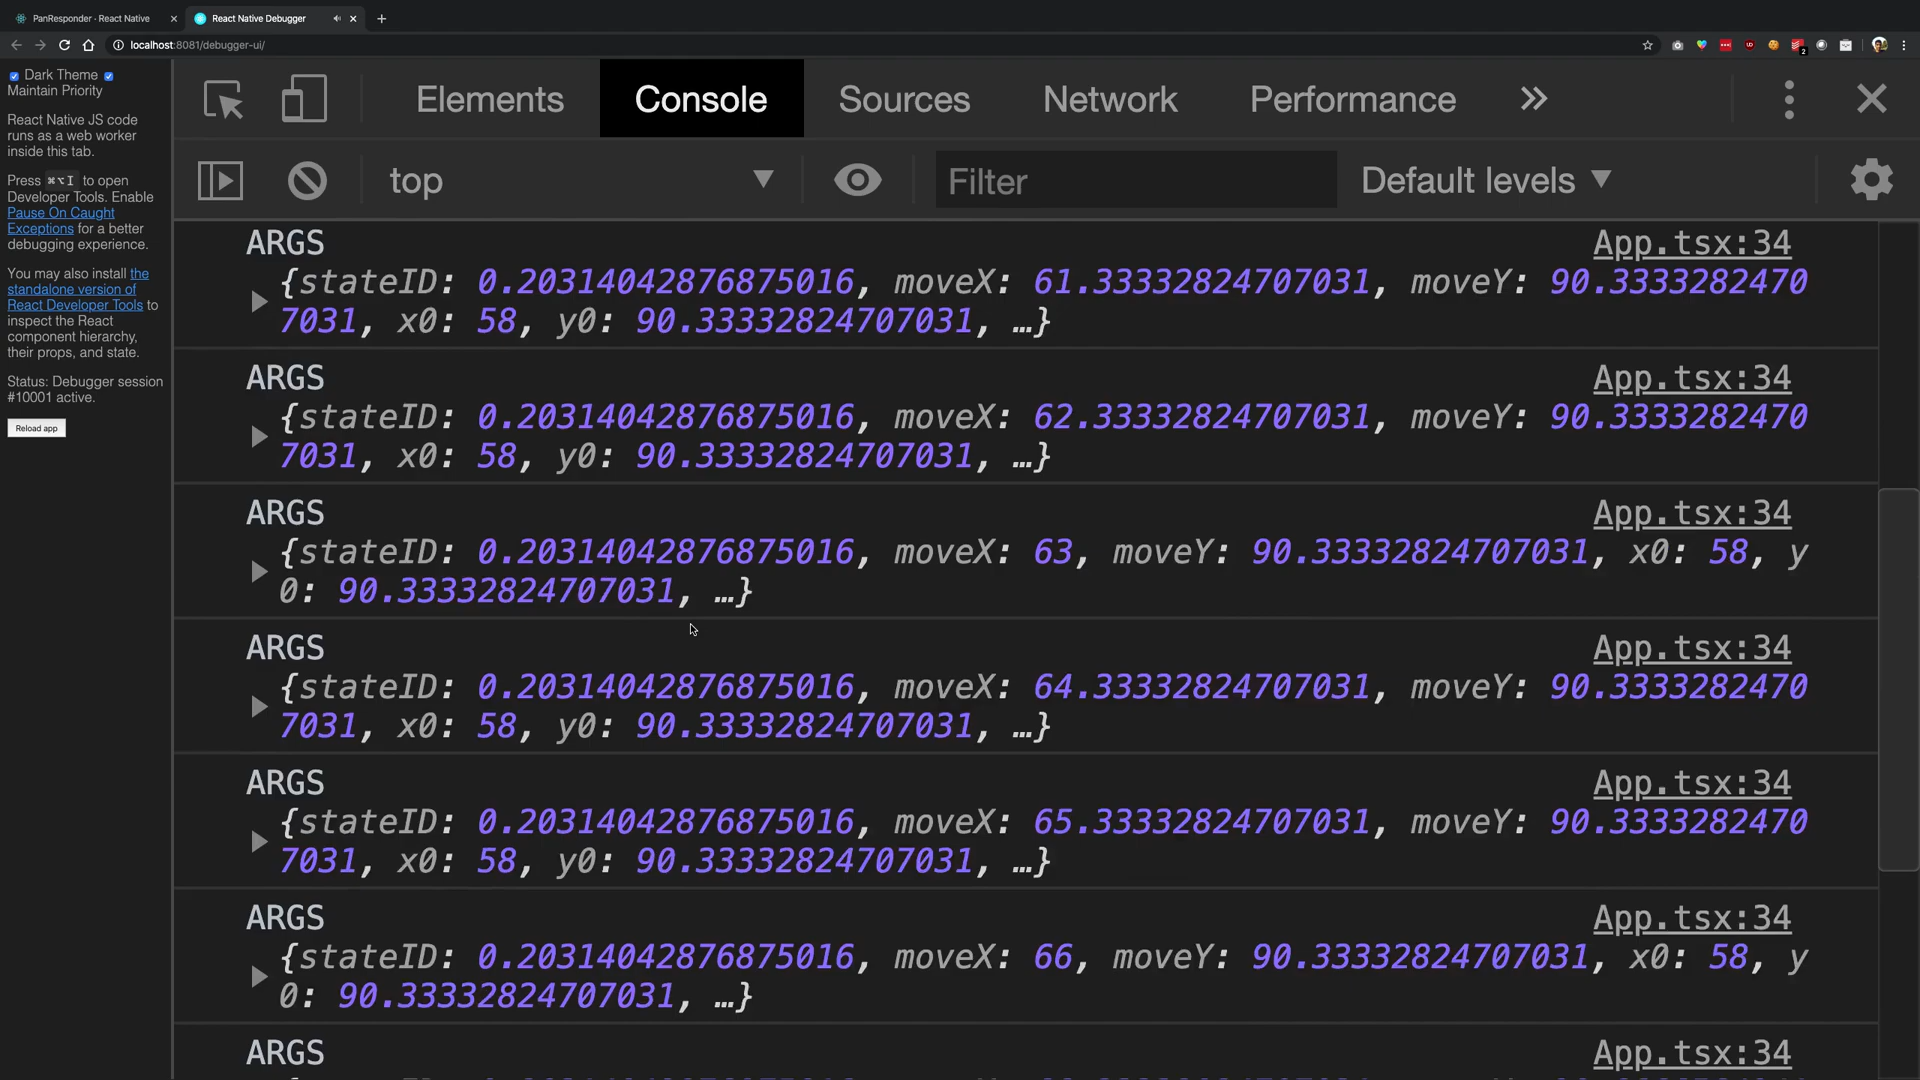 PanResponder · React Native
React Native Debugger
localhost:8081/debugger-ui/
Dark Theme
Maintain Priority
React Native JS code
runs as a web worker
inside this tab.
Press ⌘⌥I to open
Developer Tools. Enable
Pause On Caught
Exceptions for a better
debugging experience.
You may also install the
standalone version of
React Developer Tools to
inspect the React
component hierarchy,
their props, and state.
Status: Debugger session
#10001 active.
Reload app
Elements Console Sources Network Performance
top Filter Default levels
ARGS App.tsx:34
{stateID: 0.20314042876875016, moveX: 61.33332824707031, moveY: 90.3333282470
7031, x0: 58, y0: 90.33332824707031, …}
ARGS App.tsx:34
{stateID: 0.20314042876875016, moveX: 62.33332824707031, moveY: 90.3333282470
7031, x0: 58, y0: 90.33332824707031, …}
ARGS App.tsx:34
{stateID: 0.20314042876875016, moveX: 63, moveY: 90.33332824707031, x0: 58, y
0: 90.33332824707031, …}
ARGS App.tsx:34
{stateID: 0.20314042876875016, moveX: 64.33332824707031, moveY: 90.3333282470
7031, x0: 58, y0: 90.33332824707031, …}
ARGS App.tsx:34
{stateID: 0.20314042876875016, moveX: 65.33332824707031, moveY: 90.3333282470
7031, x0: 58, y0: 90.33332824707031, …}
ARGS App.tsx:34
{stateID: 0.20314042876875016, moveX: 66, moveY: 90.33332824707031, x0: 58, y
0: 90.33332824707031, …}
ARGS App.tsx:34